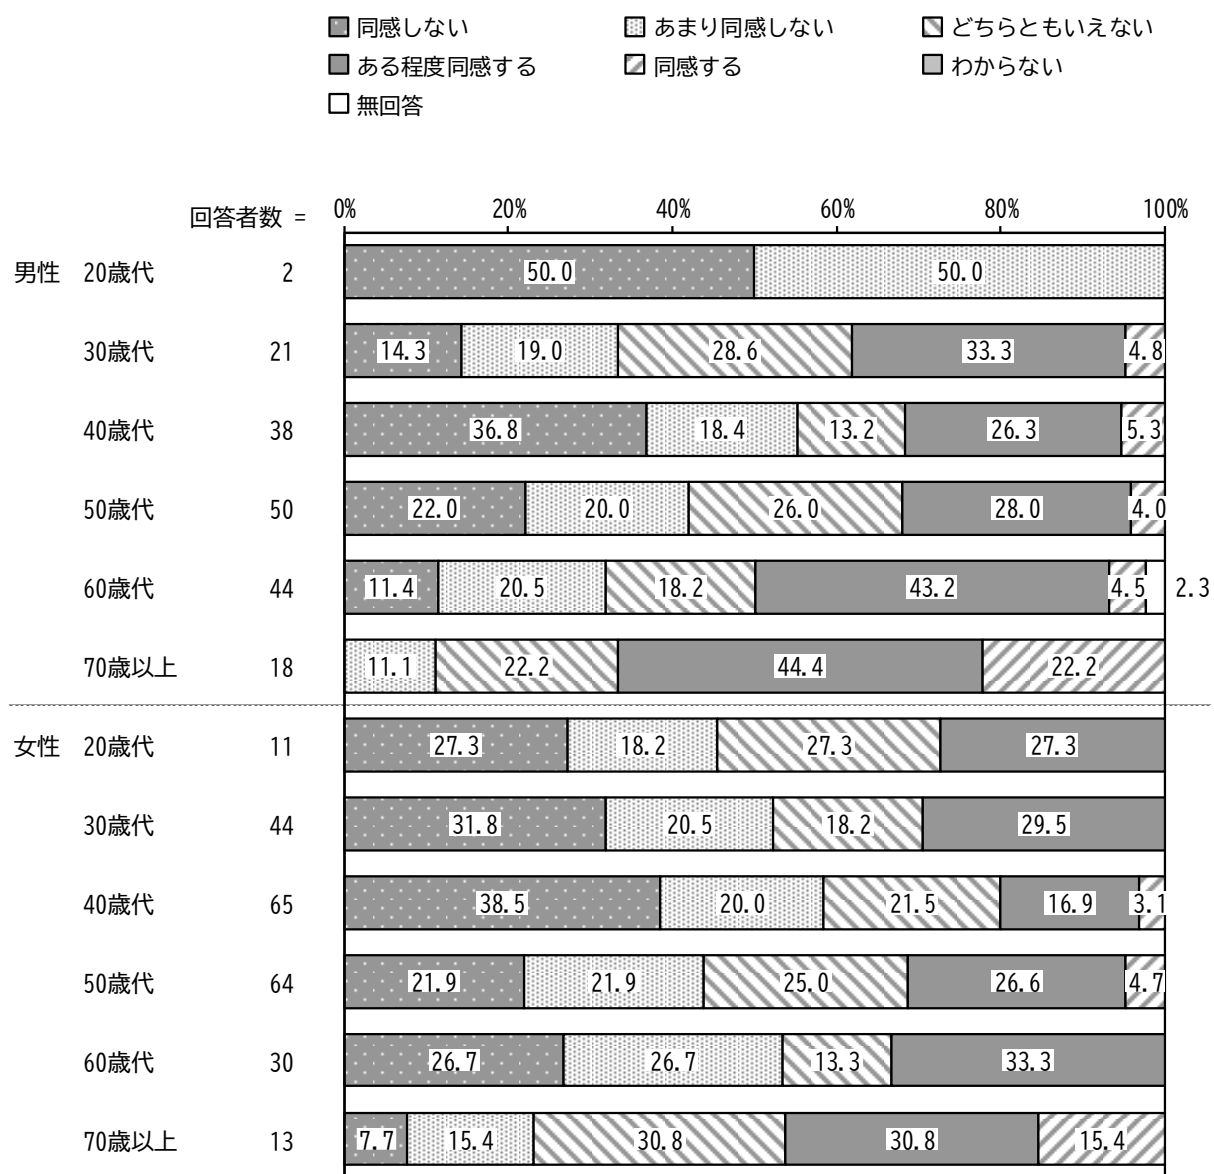 同感しない あまり同感しない どちらともいえない
ある程度同感する 同感する わからない
無回答
回答者数 = 0% 20% 40% 60% 80% 100%
男性 20歳代 2 50.0 50.0
30歳代 21 14.3 19.0 28.6 33.3 4.8
40歳代 38 36.8 18.4 13.2 26.3 5.3
50歳代 50 22.0 20.0 26.0 28.0 4.0
60歳代 44 11.4 20.5 18.2 43.2 4.5 2.3
70歳以上 18 11.1 22.2 44.4 22.2
女性 20歳代 11 27.3 18.2 27.3 27.3
30歳代 44 31.8 20.5 18.2 29.5
40歳代 65 38.5 20.0 21.5 16.9 3.1
50歳代 64 21.9 21.9 25.0 26.6 4.7
60歳代 30 26.7 26.7 13.3 33.3
70歳以上 13 7.7 15.4 30.8 30.8 15.4